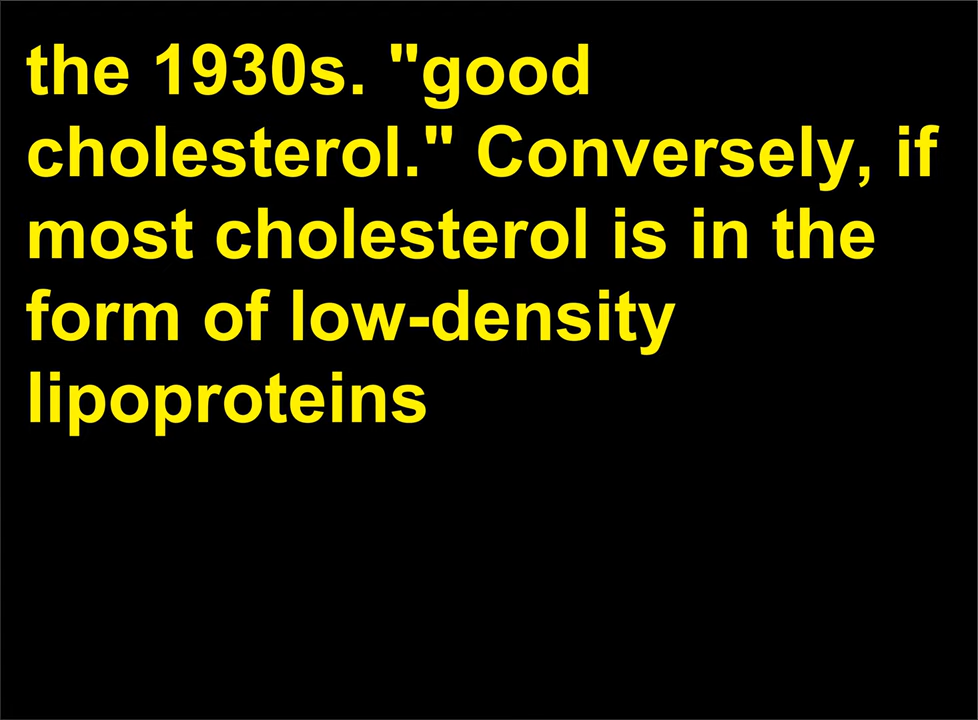 the 1930s. "good
cholesterol." Conversely, if
most cholesterol is in the
form of low-density
lipoproteins